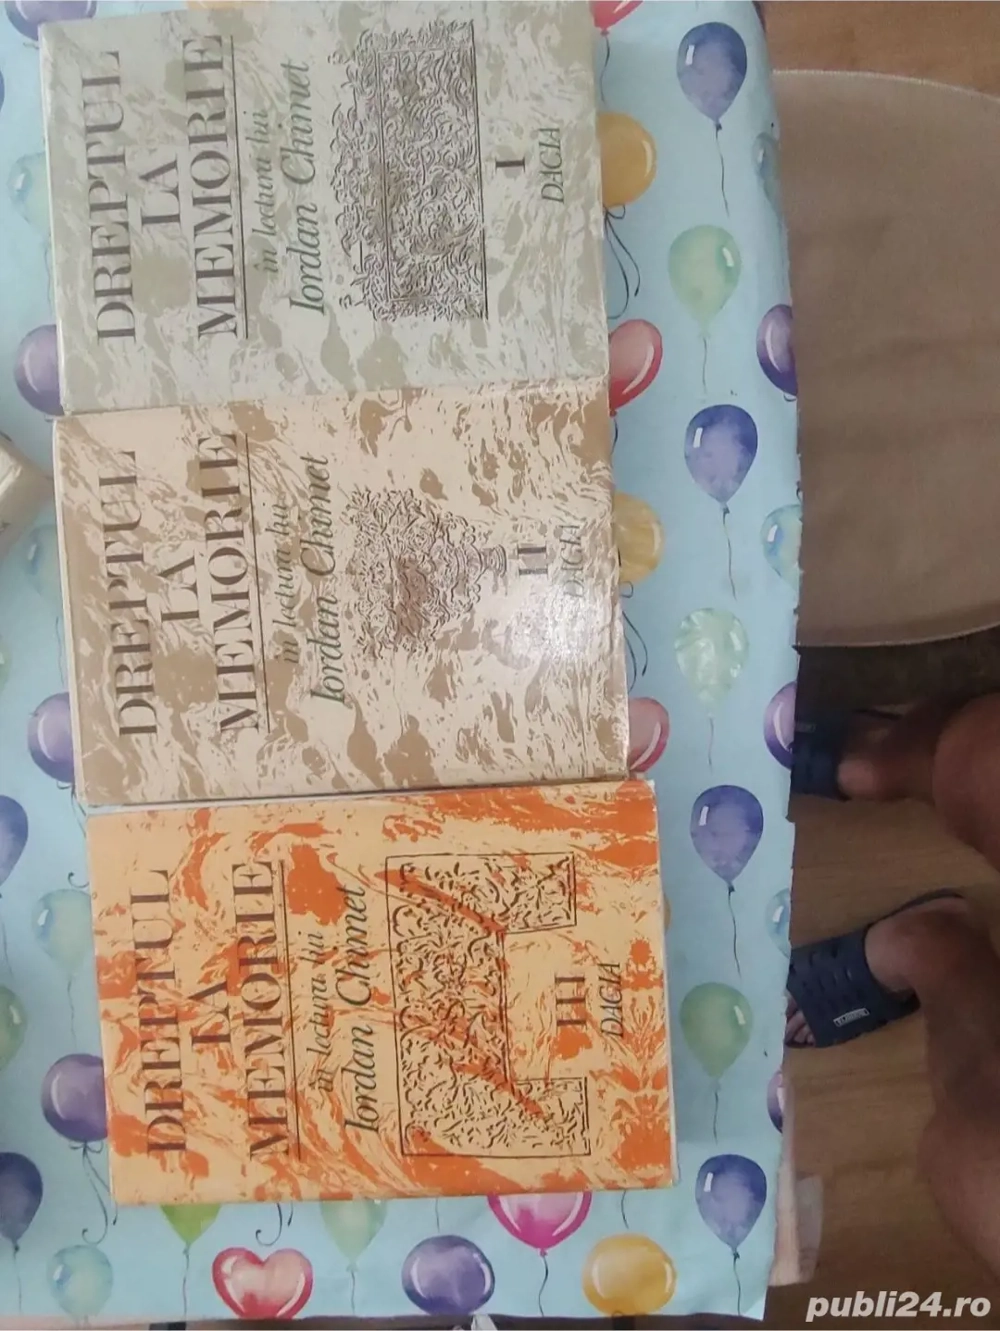 DREPTUL
LA
MEMORIE
în lectura lui
Iordan Chimet
I
DACIA
DREPTUL
LA
MEMORIE
în lectura lui
Iordan Chimet
II
DACIA
DREPTUL
LA
MEMORIE
în lectura lui
Iordan Chimet
III
DACIA
publi24.ro